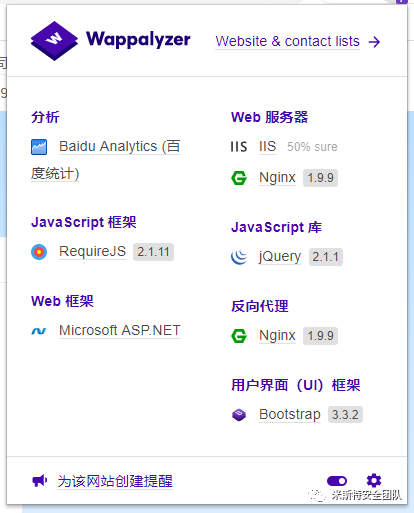 Wappalyzer
Website & contact lists
分析
Baidu Analytics (百
度统计)
JavaScript 框架
RequireJS 2.1.11
Web 框架
Microsoft ASP.NET
Web 服务器
IIS IIS 50% sure
Nginx 1.9.9
JavaScript 库
jQuery 2.1.1
反向代理
Nginx 1.9.9
用户界面（UI）框架
Bootstrap 3.3.2
为该网站创建提醒
米斯特安全团队